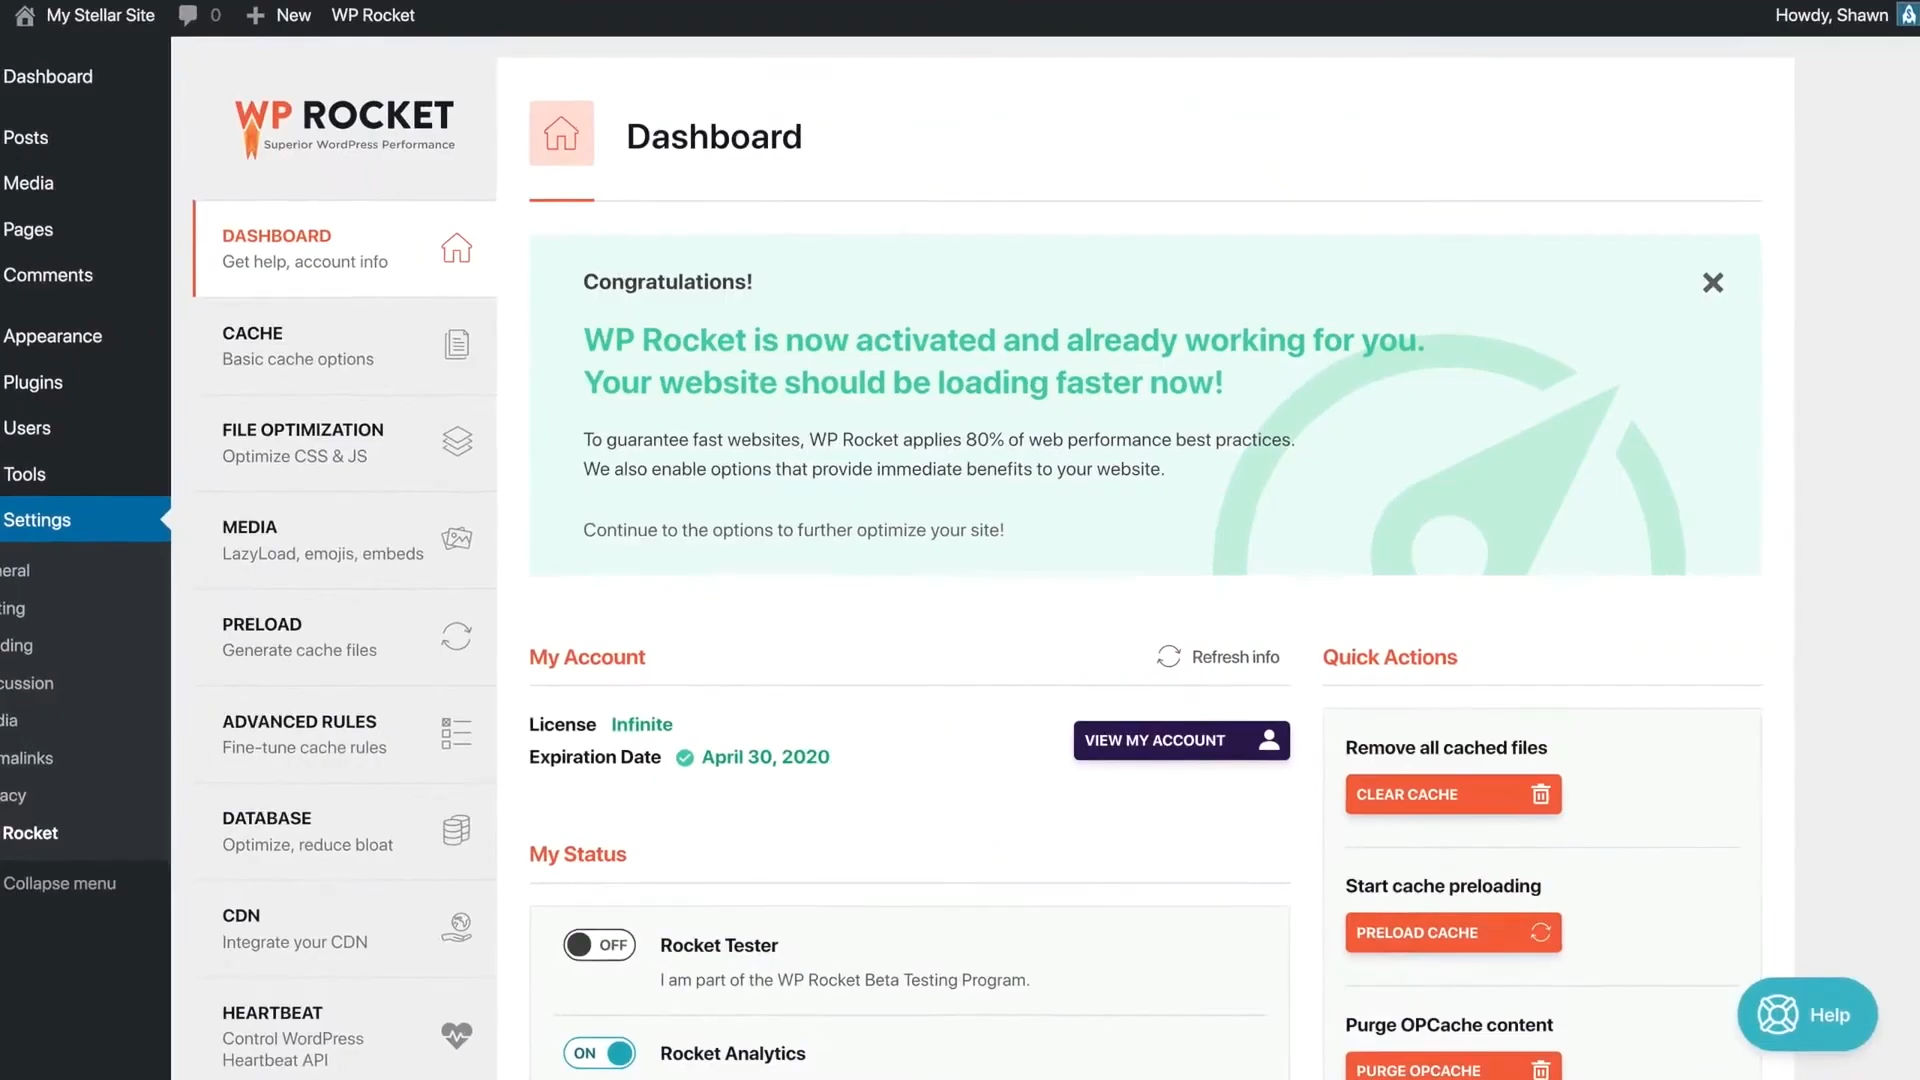 My Stellar Site 0 New WP Rocket Howdy, Shawn
Dashboard
Posts
Media
Pages
Comments
Appearance
Plugins
Users
Tools
Settings
eral
ting
ding
cussion
dia
malinks
acy
Rocket
Collapse menu
WP ROCKET
Superior WordPress Performance
DASHBOARD
Get help, account info
CACHE
Basic cache options
FILE OPTIMIZATION
Optimize CSS & JS
MEDIA
LazyLoad, emojis, embeds
PRELOAD
Generate cache files
ADVANCED RULES
Fine-tune cache rules
DATABASE
Optimize, reduce bloat
CDN
Integrate your CDN
HEARTBEAT
Control WordPress
Heartbeat API
Dashboard
Congratulations!
WP Rocket is now activated and already working for you.
Your website should be loading faster now!
To guarantee fast websites, WP Rocket applies 80% of web performance best practices.
We also enable options that provide immediate benefits to your website.
Continue to the options to further optimize your site!
My Account
Refresh info
License Infinite
Expiration Date April 30, 2020
VIEW MY ACCOUNT
My Status
OFF Rocket Tester
I am part of the WP Rocket Beta Testing Program.
ON Rocket Analytics
Quick Actions
Remove all cached files
CLEAR CACHE
Start cache preloading
PRELOAD CACHE
Purge OPCache content
PURGE OPCACHE
Help